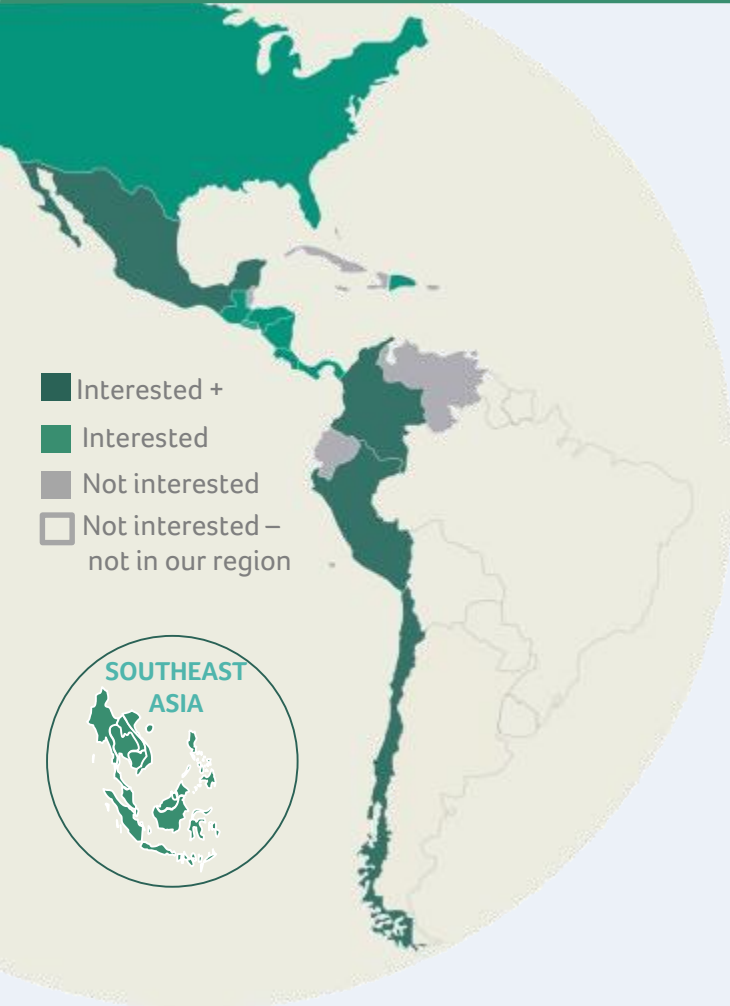 Interested +
Interested
Not interested
Not interested –
not in our region
SOUTHEAST
ASIA